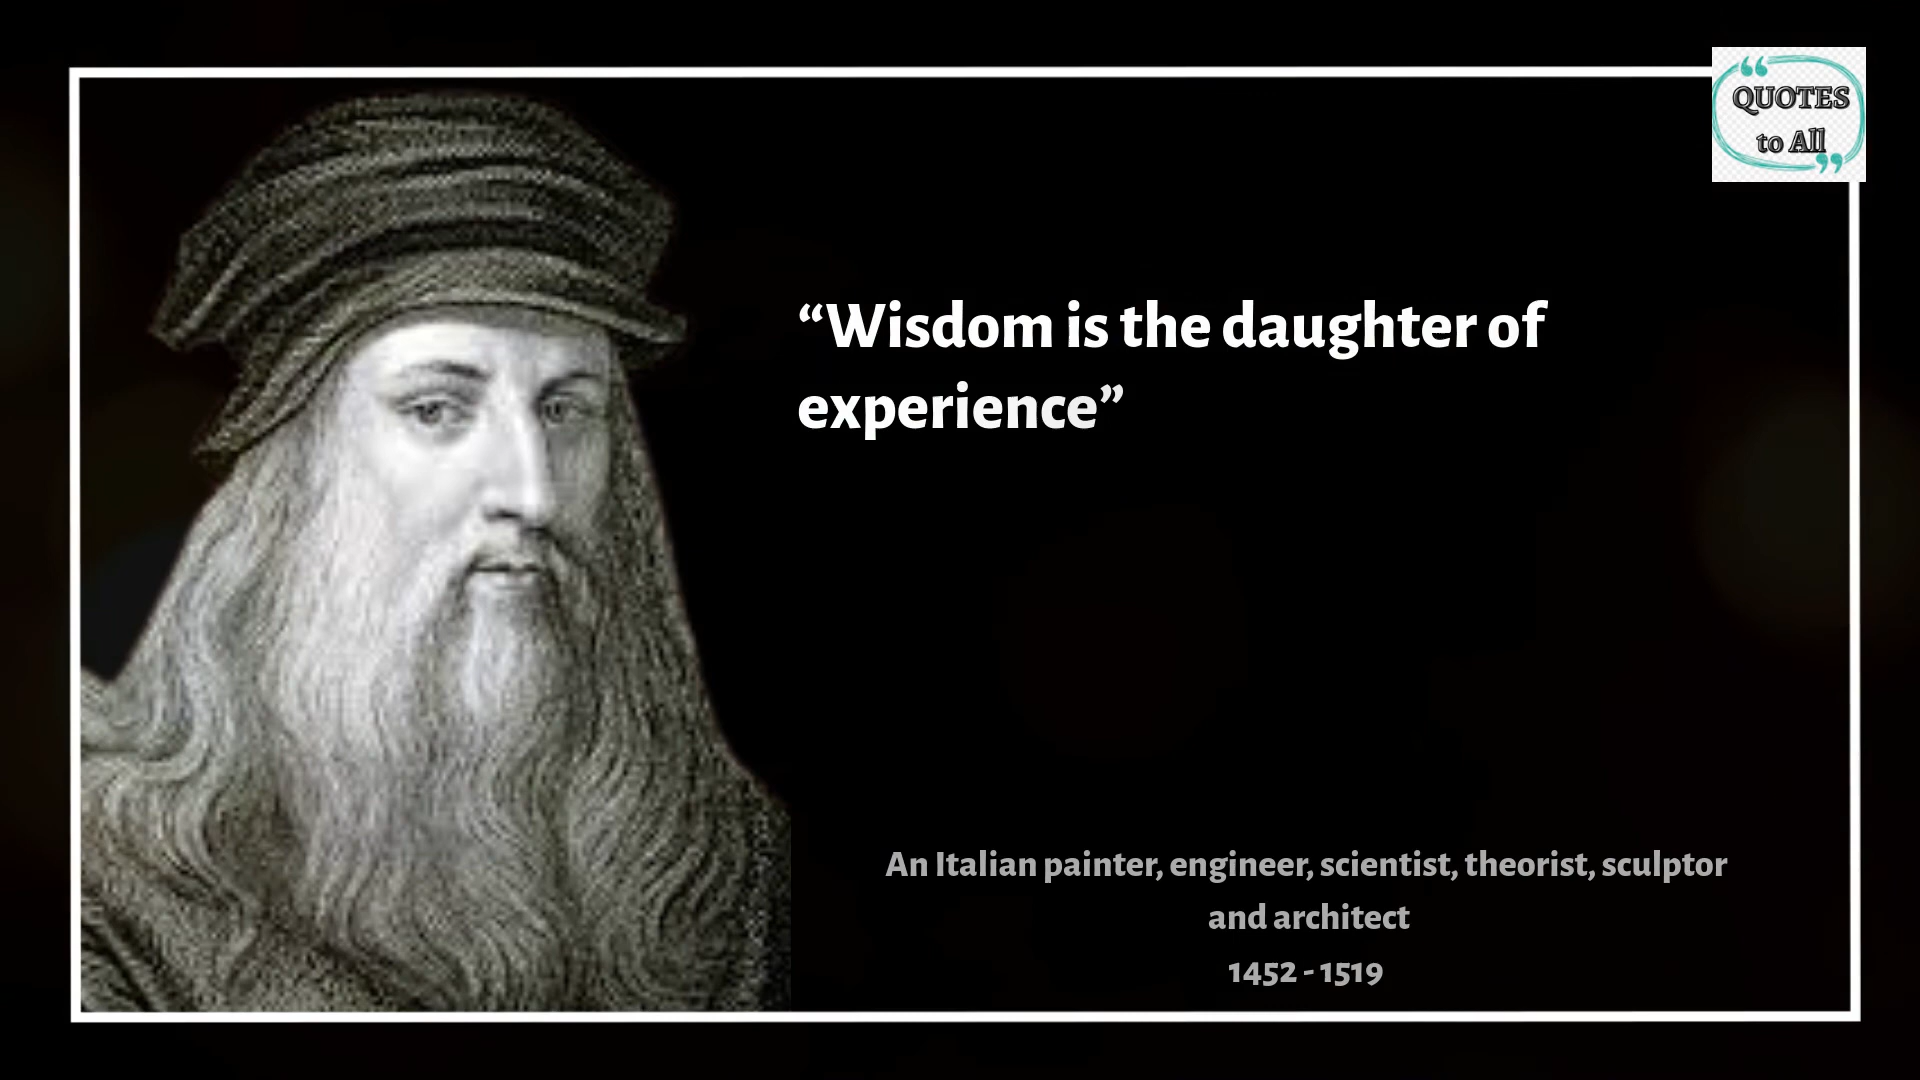 QUOTES
to All
“Wisdom is the daughter of
experience”
An Italian painter, engineer, scientist, theorist, sculptor
and architect
1452 - 1519